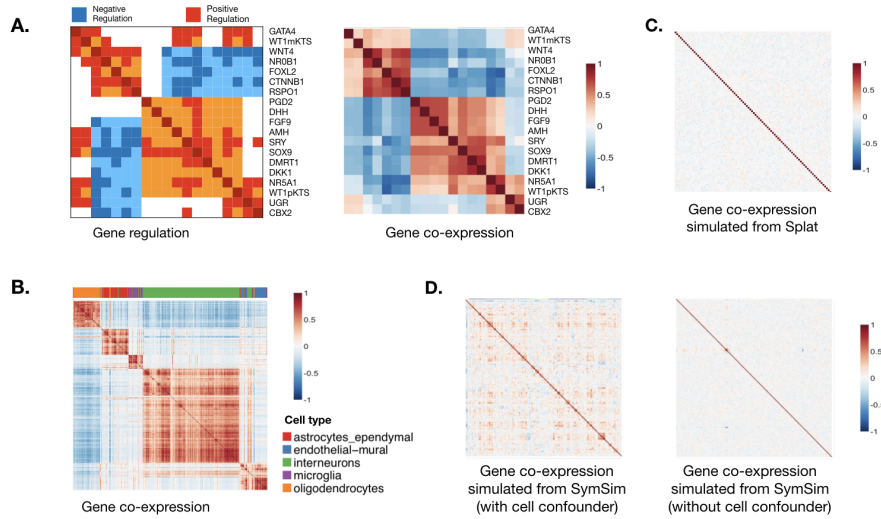 A.
Negative
Regulation
Positive
Regulation
GATA4
WT1mKTS
WNT4
NR0B1
FOXL2
CTNNB1
RSPO1
PGD2
DHH
FGF9
AMH
SRY
SOX9
DMRT1
DKK1
NR5A1
WT1pKTS
UGR
CBX2
Gene regulation
GATA4
WT1mKTS
WNT4
NR0B1
FOXL2
CTNNB1
RSPO1
PGD2
DHH
FGF9
AMH
SRY
SOX9
DMRT1
DKK1
NR5A1
WT1pKTS
UGR
CBX2
1
0.5
0
-0.5
-1
Gene co-expression
C.
1
0.5
0
-0.5
-1
Gene co-expression
simulated from Splat
B.
1
0.5
0
-0.5
-1
Cell type
astrocytes_ependymal
endothelial-mural
interneurons
microglia
oligodendrocytes
Gene co-expression
D.
Gene co-expression
simulated from SymSim
(with cell confounder)
1
0.5
0
-0.5
-1
Gene co-expression
simulated from SymSim
(without cell confounder)